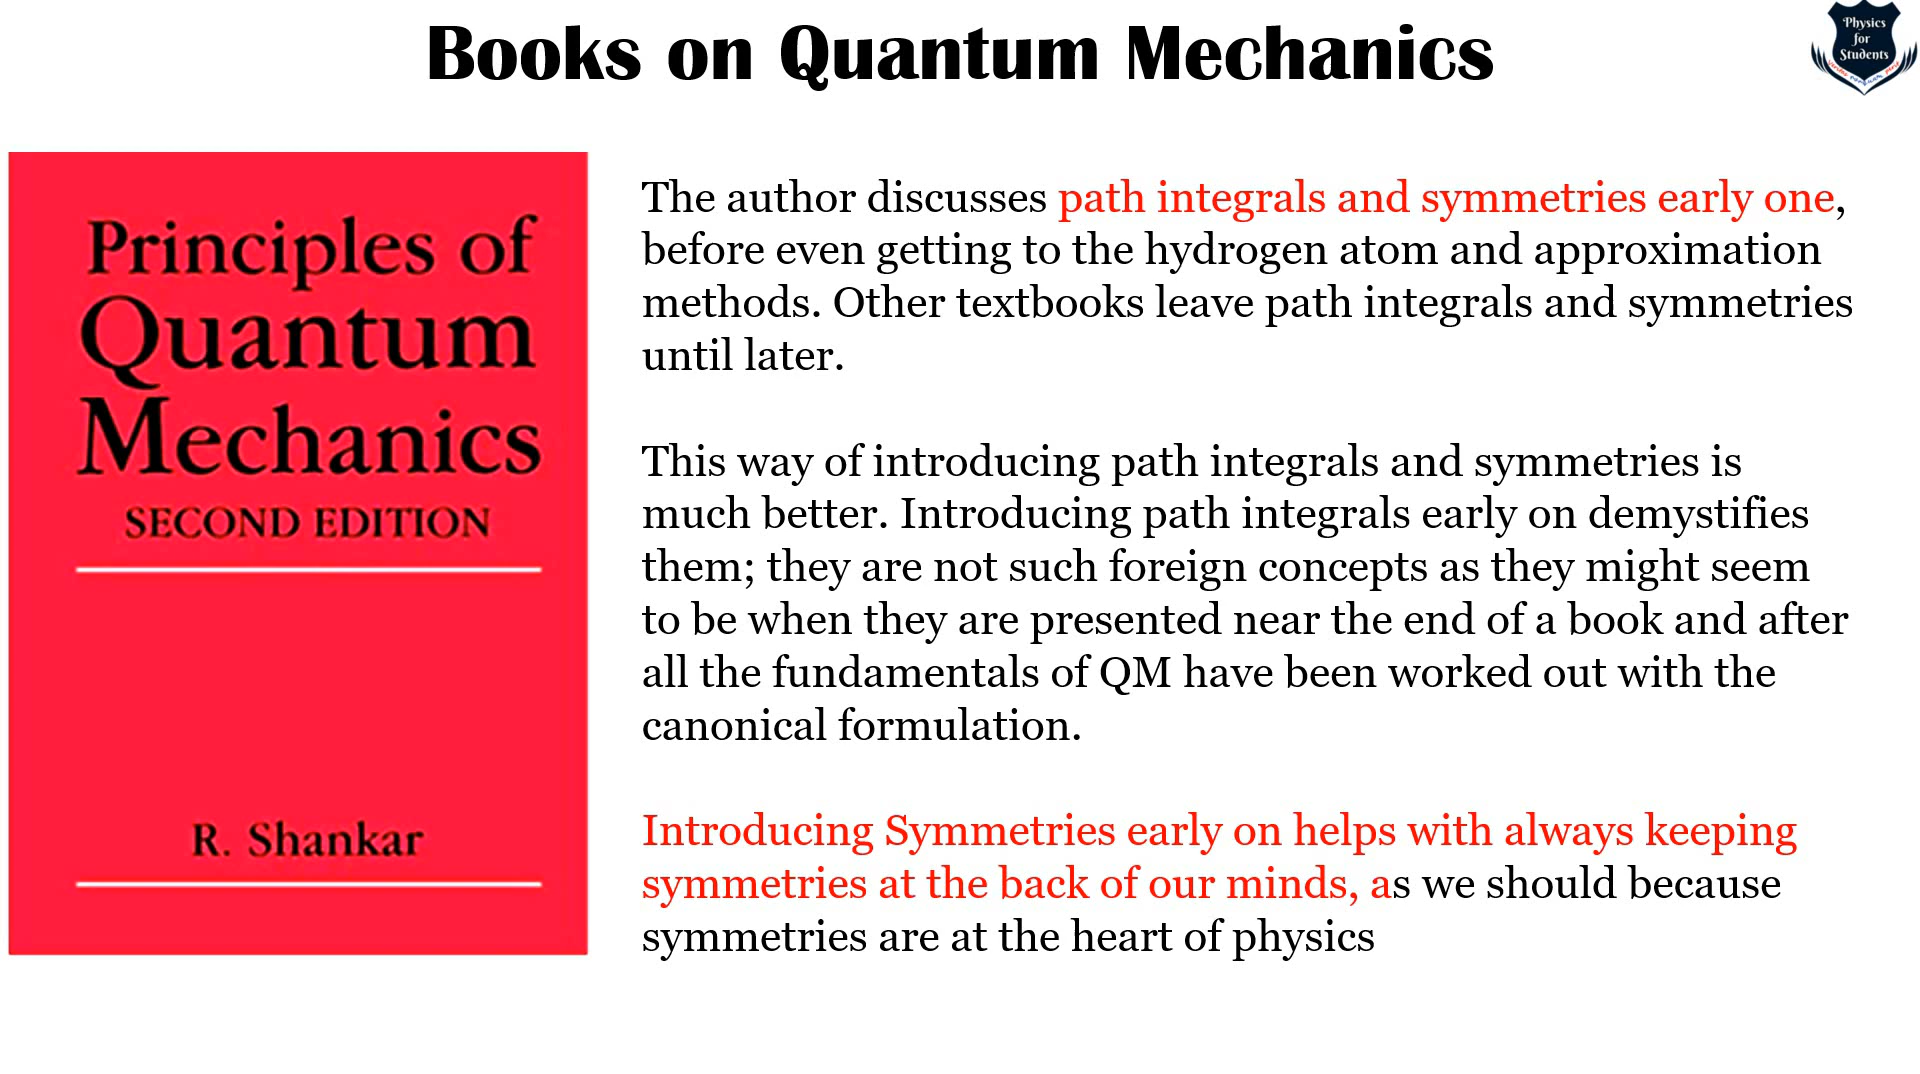 Books on Quantum Mechanics
Physics
for
Students
Principles of
Quantum
Mechanics
SECOND EDITION
R. Shankar
The author discusses path integrals and symmetries early one,
before even getting to the hydrogen atom and approximation
methods. Other textbooks leave path integrals and symmetries
until later.
This way of introducing path integrals and symmetries is
much better. Introducing path integrals early on demystifies
them; they are not such foreign concepts as they might seem
to be when they are presented near the end of a book and after
all the fundamentals of QM have been worked out with the
canonical formulation.
Introducing Symmetries early on helps with always keeping
symmetries at the back of our minds, as we should because
symmetries are at the heart of physics